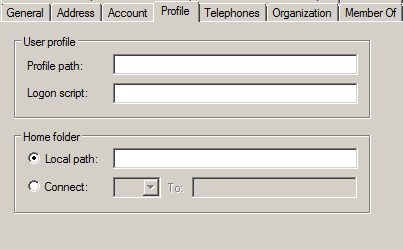 General Address Account Profile Telephones Organization Member Of
User profile
Profile path:
Logon script:
Home folder
Local path:
Connect: To: